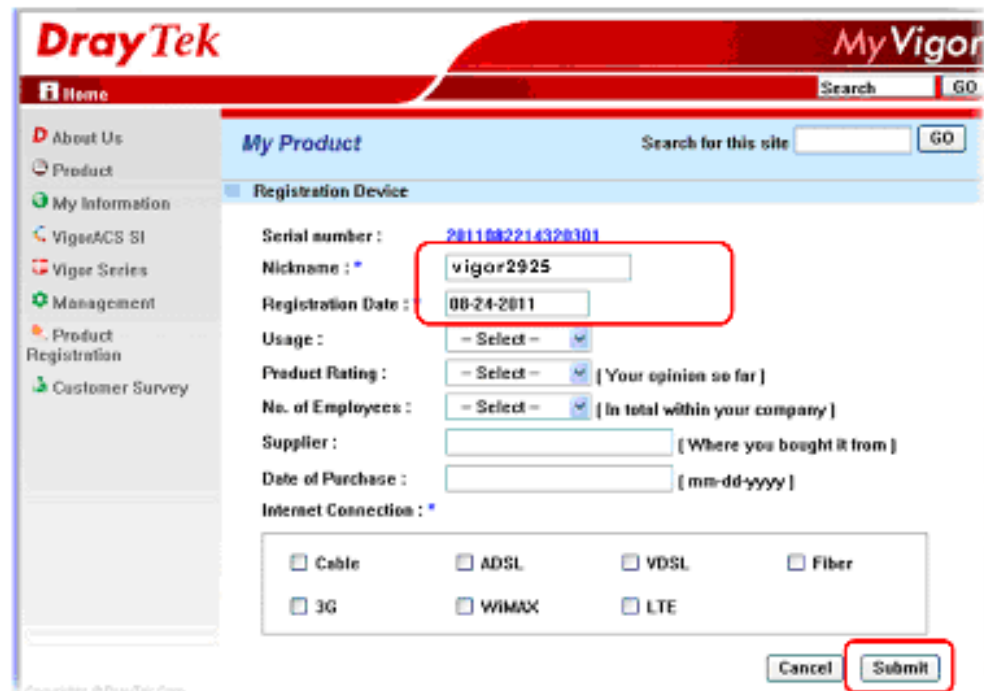 DrayTek
MyVigor
Home
Search GO
About Us
Product
My Information
VigorACS SI
Vigor Series
Management
Product
Registration
Customer Survey
My Product
Search for this site GO
Registration Device
Serial number : 2011082214320301
Nickname : * vigor2925
Registration Date : * 08-24-2011
Usage : – Select –
Product Rating : – Select – ( Your opinion so far )
No. of Employees : – Select – ( In total within your company )
Supplier : ( Where you bought it from )
Date of Purchase : ( mm-dd-yyyy )
Internet Connection : *
Cable ADSL VDSL Fiber
3G WiMAX LTE
Cancel Submit